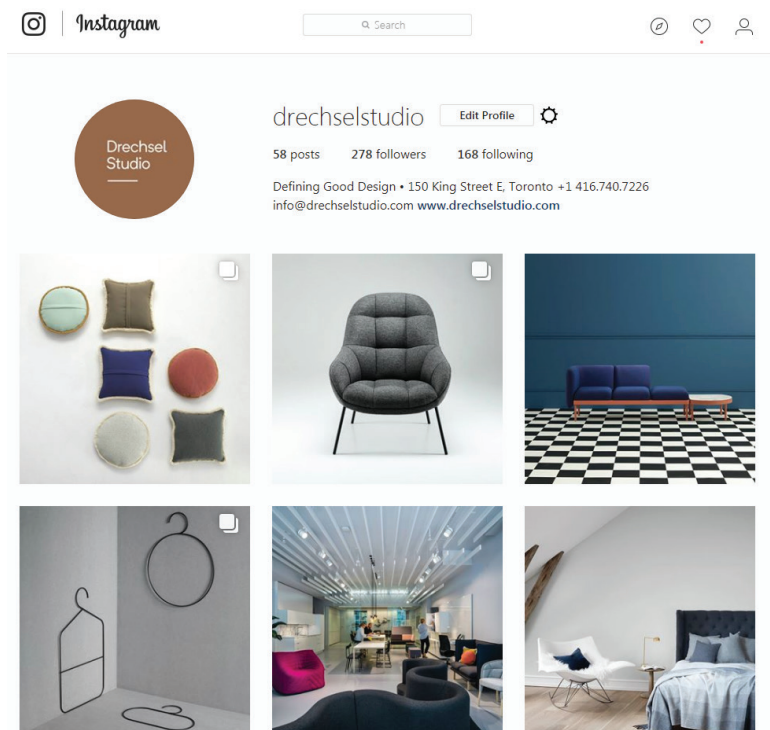 Instagram
Search
Drechsel
Studio
drechselstudio Edit Profile
58 posts 278 followers 168 following
Defining Good Design • 150 King Street E, Toronto +1 416.740.7226
info@drechselstudio.com www.drechselstudio.com